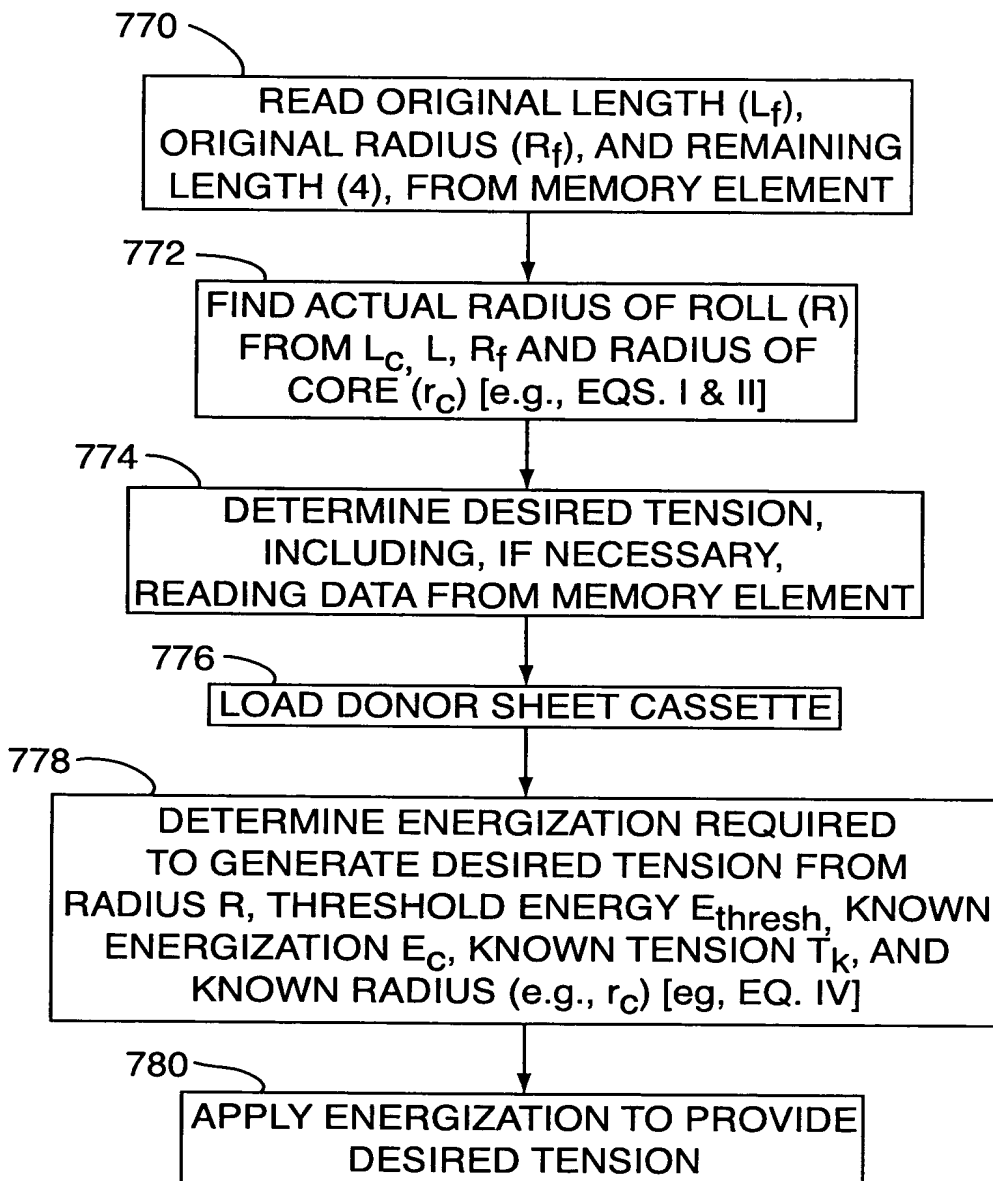 770
READ ORIGINAL LENGTH (Lf),
ORIGINAL RADIUS (Rf), AND REMAINING
LENGTH (4), FROM MEMORY ELEMENT
772
FIND ACTUAL RADIUS OF ROLL (R)
FROM LC, L, Rf AND RADIUS OF
CORE (rC) [e.g., EQS. I & II]
774
DETERMINE DESIRED TENSION,
INCLUDING, IF NECESSARY,
READING DATA FROM MEMORY ELEMENT
776
LOAD DONOR SHEET CASSETTE
778
DETERMINE ENERGIZATION REQUIRED
TO GENERATE DESIRED TENSION FROM
RADIUS R, THRESHOLD ENERGY Ethresh, KNOWN
ENERGIZATION EC, KNOWN TENSION Tk, AND
KNOWN RADIUS (e.g., rC) [eg, EQ. IV]
780
APPLY ENERGIZATION TO PROVIDE
DESIRED TENSION